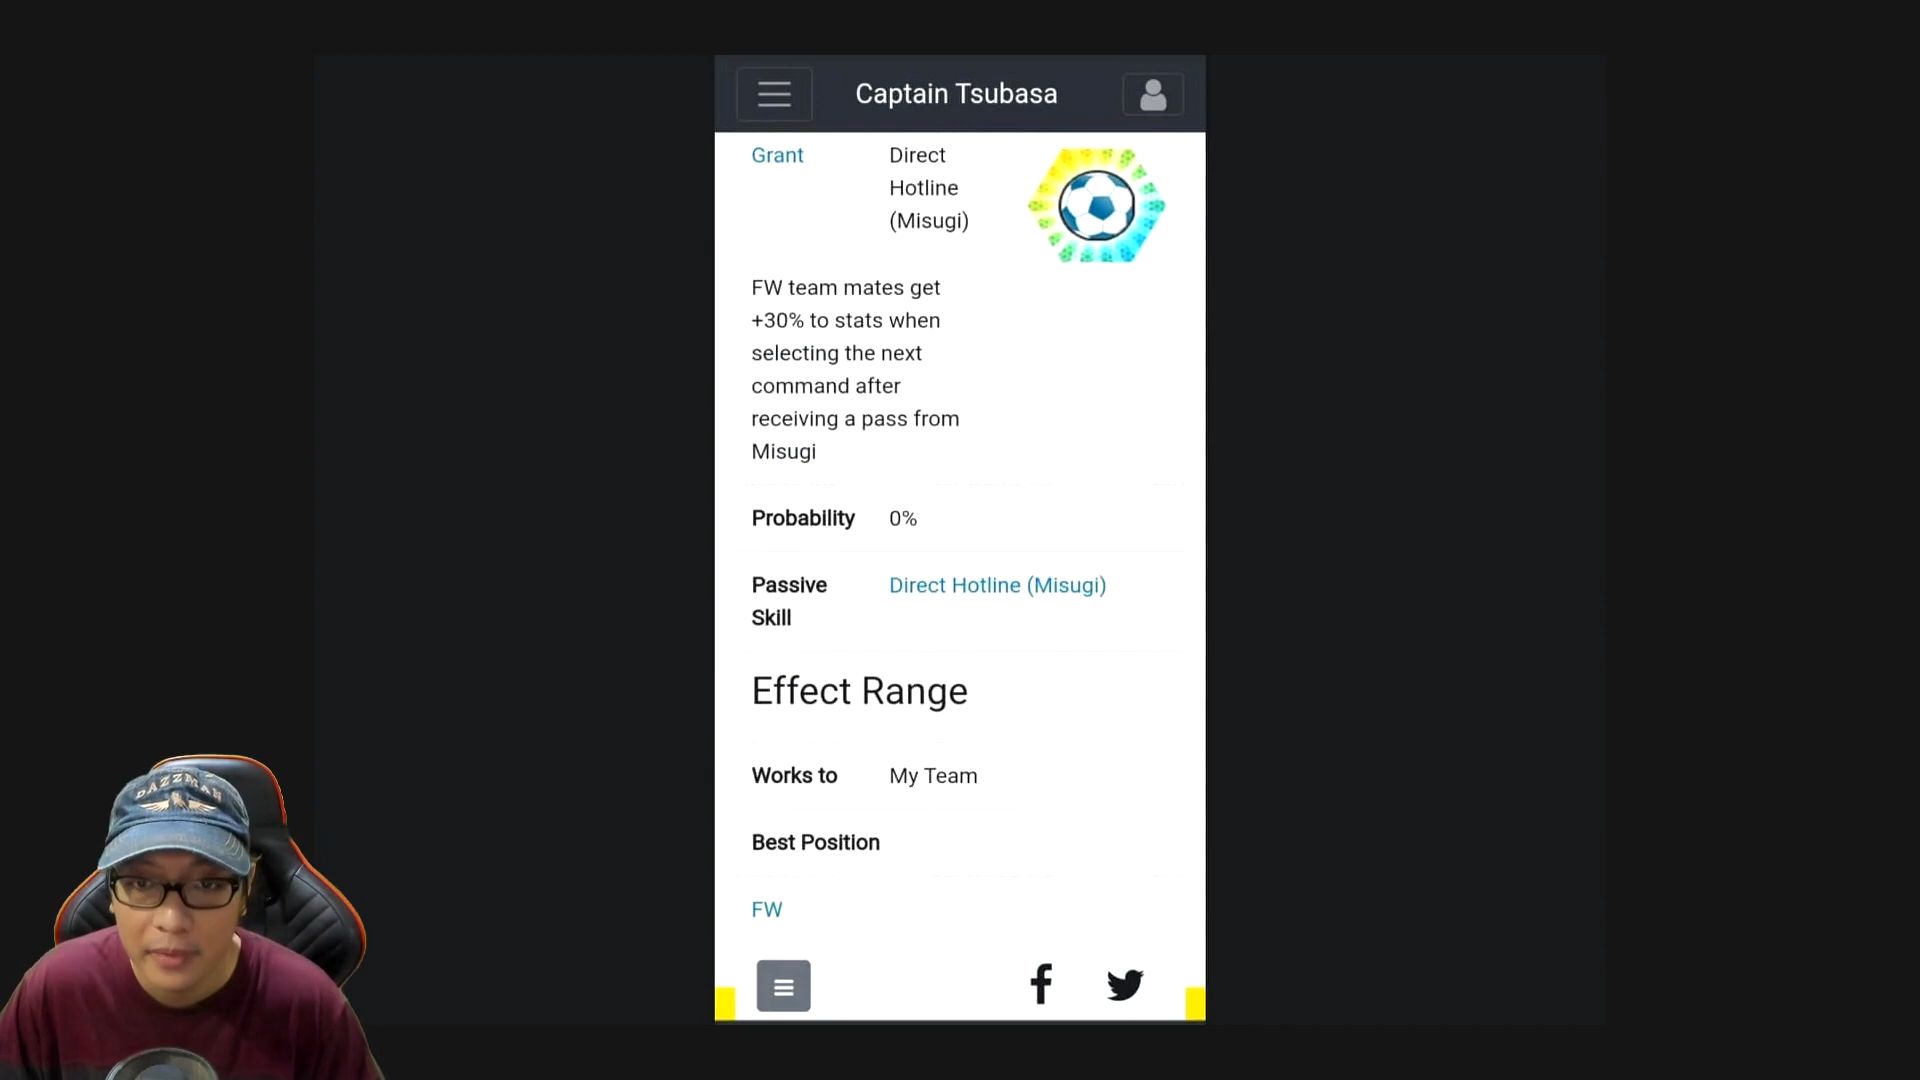 Captain Tsubasa
Grant
Direct
Hotline
(Misugi)
FW team mates get
+30% to stats when
selecting the next
command after
receiving a pass from
Misugi
Probability 0%
Passive
Skill
Direct Hotline (Misugi)
Effect Range
Works to My Team
Best Position
FW
DAZZMAN